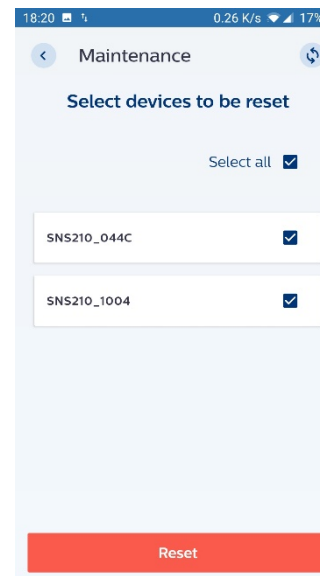 18:20 0.26 K/s 17%
Maintenance
Select devices to be reset
Select all
SNS210_044C
SNS210_1004
Reset